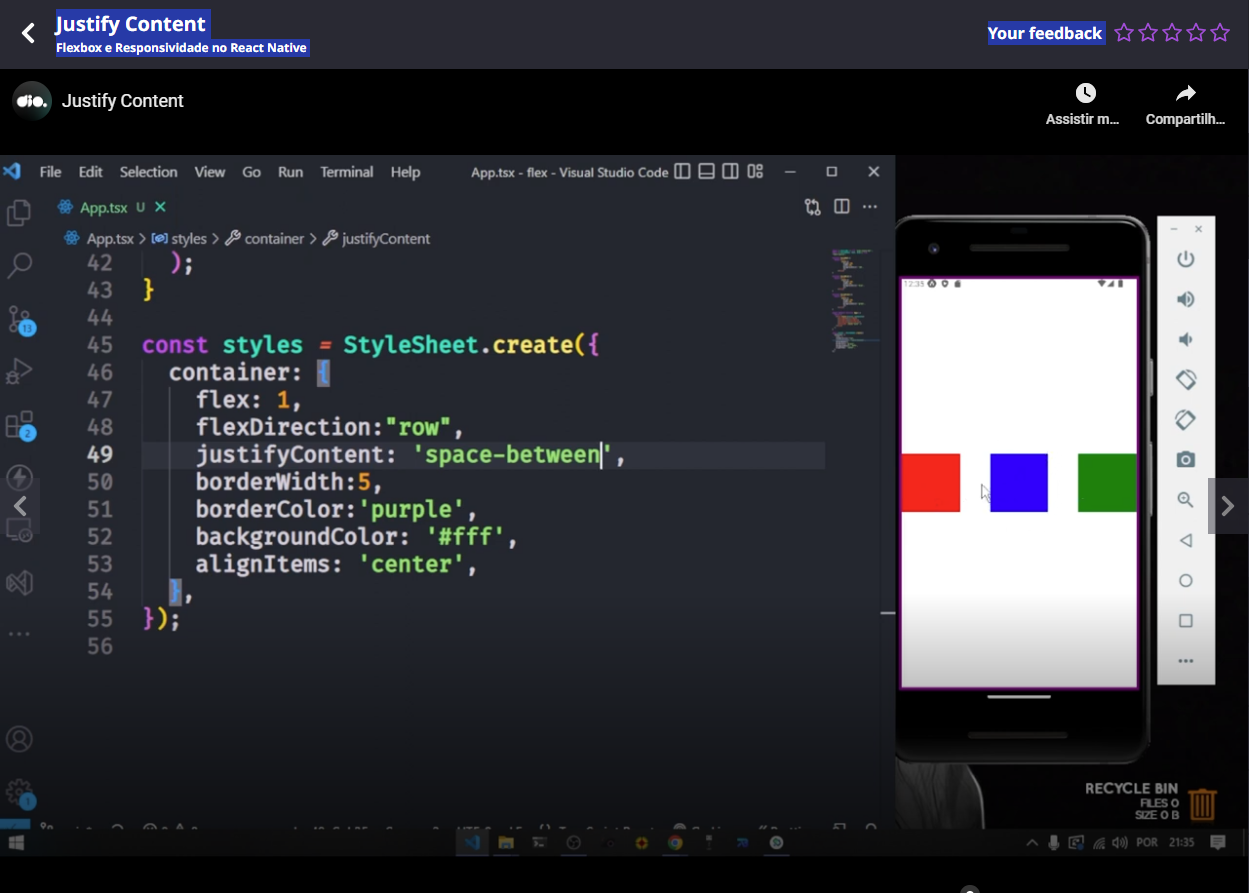 Justify Content
Flexbox e Responsividade no React Native
Your feedback
dio.
Justify Content
Assistir m...
Compartilh...
File Edit Selection View Go Run Terminal Help
App.tsx - flex - Visual Studio Code
App.tsx U
App.tsx > styles > container > justifyContent
42 );
43 }
44
45 const styles = StyleSheet.create({
46 container: {
47 flex: 1,
48 flexDirection:"row",
49 justifyContent: 'space-between',
50 borderWidth:5,
51 borderColor:'purple',
52 backgroundColor: '#fff',
53 alignItems: 'center',
54 },
55 });
56
13
2
1
12:35
RECYCLE BIN
FILES 0
SIZE 0 B
POR 21:35